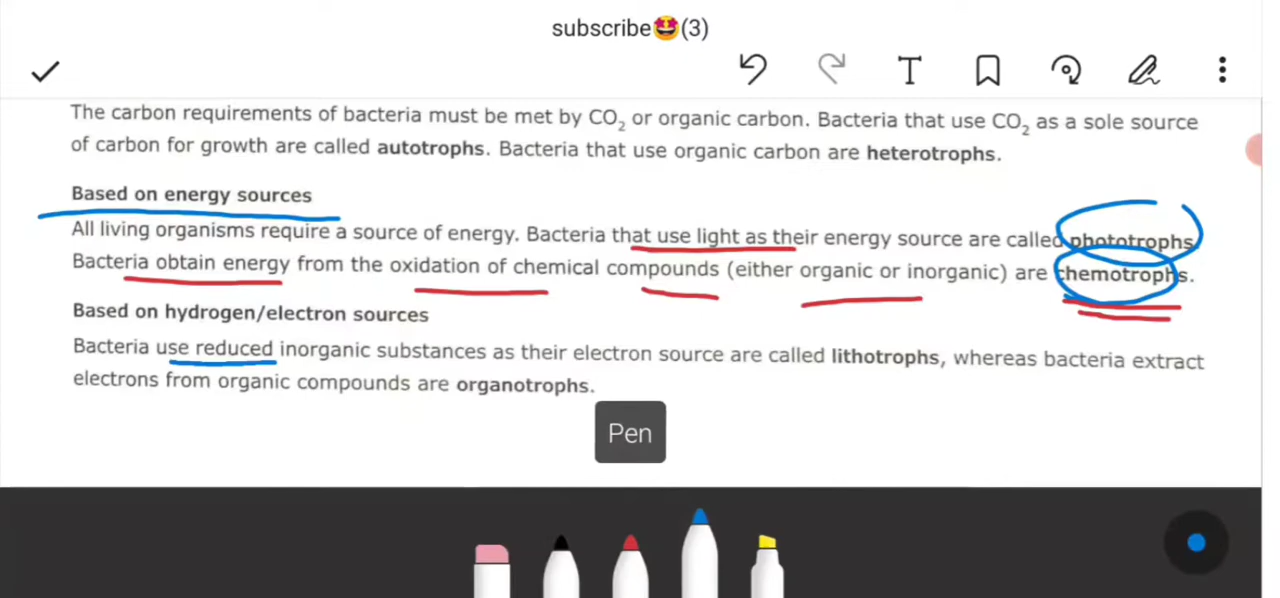 subscribe🤩(3)
The carbon requirements of bacteria must be met by CO₂ or organic carbon. Bacteria that use CO₂ as a sole source
of carbon for growth are called autotrophs. Bacteria that use organic carbon are heterotrophs.
Based on energy sources
All living organisms require a source of energy. Bacteria that use light as their energy source are called phototrophs.
Bacteria obtain energy from the oxidation of chemical compounds (either organic or inorganic) are chemotrophs.
Based on hydrogen/electron sources
Bacteria use reduced inorganic substances as their electron source are called lithotrophs, whereas bacteria extract
electrons from organic compounds are organotrophs.
Pen